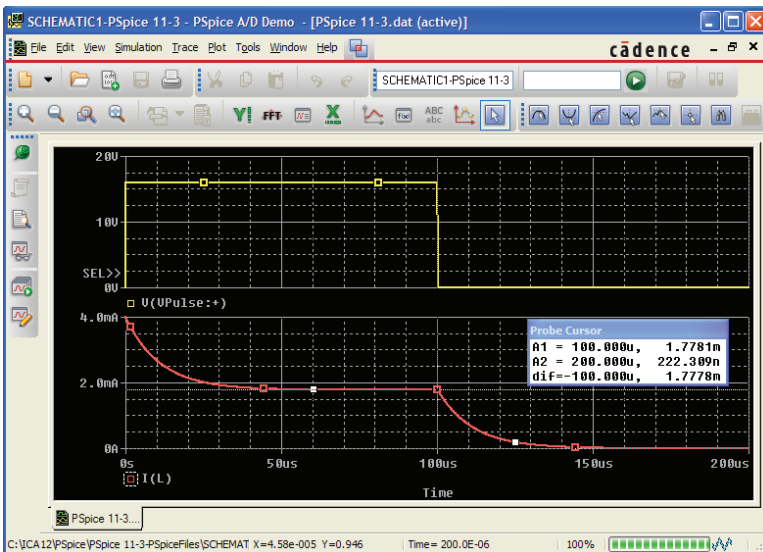 SCHEMATIC1-PSpice 11-3 - PSpice A/D Demo - [PSpice 11-3.dat (active)]
File Edit View Simulation Trace Plot Tools Window Help
cādence
SCHEMATIC1-PSpice 11-3
FFT
ABC
abc
f(x)
20V
10V
SEL>>
0V
V(VPulse:+)
4.0mA
2.0mA
0A
Probe Cursor
A1 = 100.000u, 1.7781m
A2 = 200.000u, 222.309n
dif=-100.000u, 1.7778m
0s 50us 100us 150us 200us
I(L)
Time
PSpice 11-3....
C:\ICA12\PSpice\PSpice 11-3-PSpiceFiles\SCHEMAT X=4.58e-005 Y=0.946 Time= 200.0E-06 100%